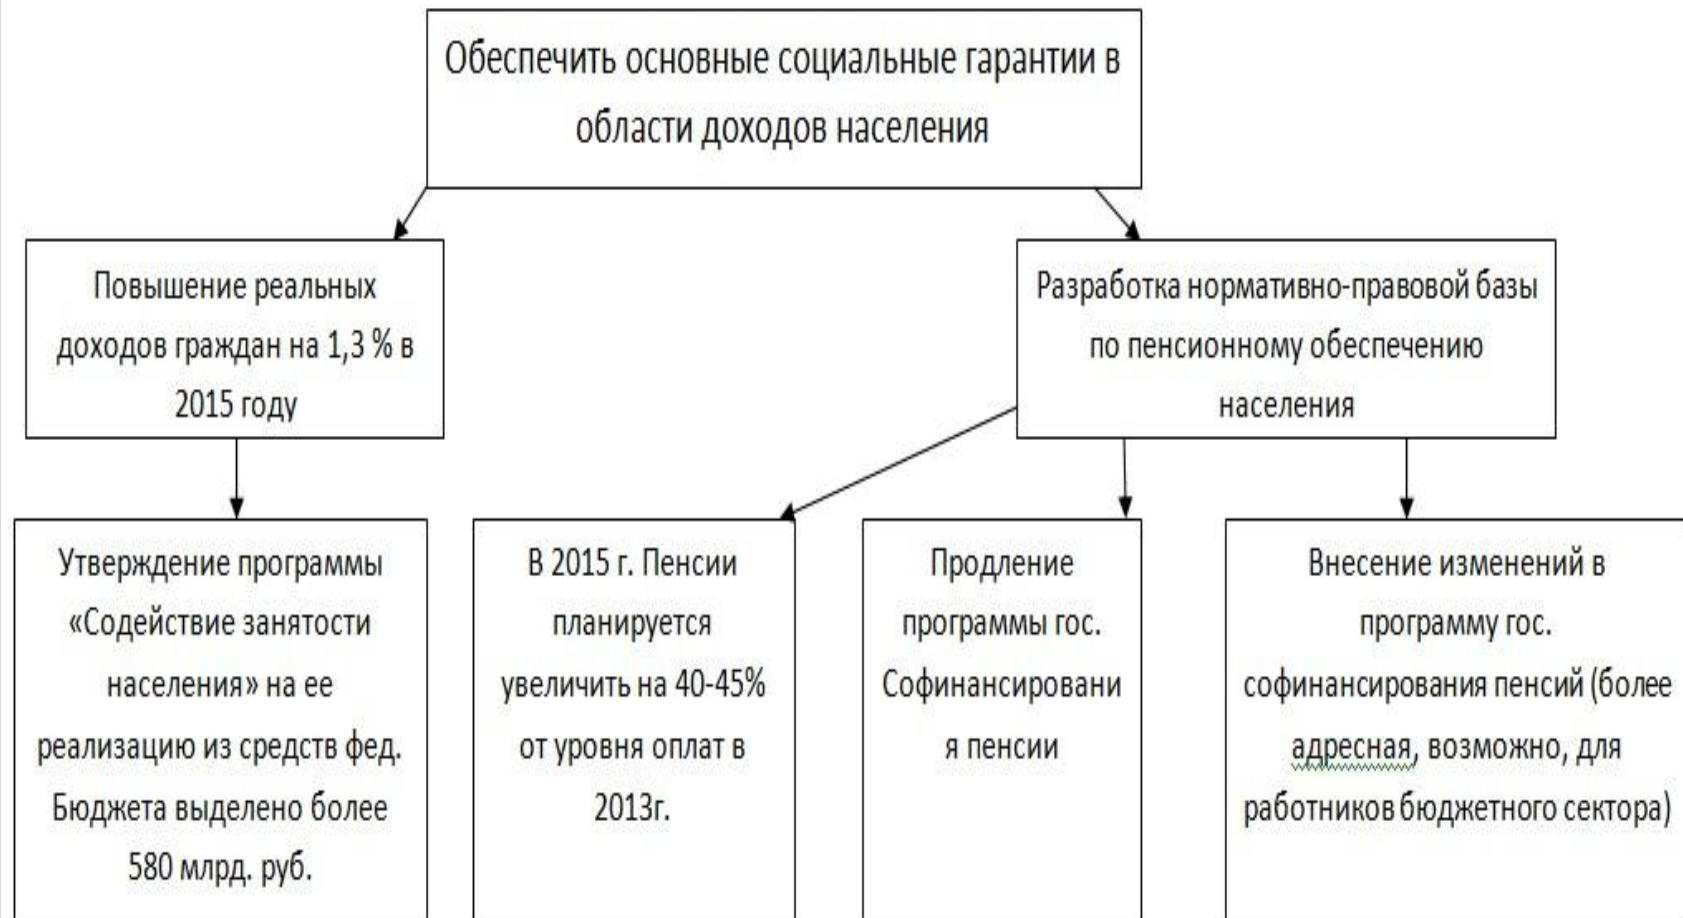 Обеспечить основные социальные гарантии в
области доходов населения
Повышение реальных
доходов граждан на 1,3 % в
2015 году
Разработка нормативно-правовой базы
по пенсионному обеспечению
населения
Утверждение программы
«Содействие занятости
населения» на ее
реализацию из средств фед.
Бюджета выделено более
580 млрд. руб.
В 2015 г. Пенсии
планируется
увеличить на 40-45%
от уровня оплат в
2013г.
Продление
программы гос.
Софинансировани
я пенсии
Внесение изменений в
программу гос.
софинансирования пенсий (более
адресная, возможно, для
работников бюджетного сектора)